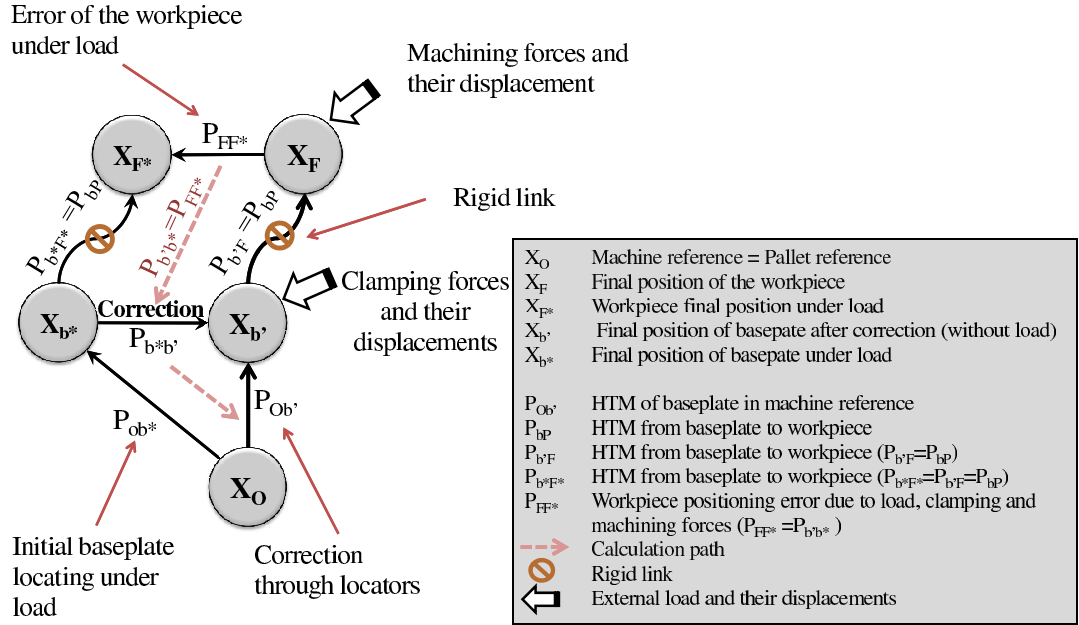 Error of the workpiece
under load
Machining forces and
their displacement
P_FF*
X_F*
X_F
P_b*F* =P_bP
P_b'b* =P_FF*
P_b'F =P_bP
Rigid link
Clamping forces
and their
displacements
Correction
X_b*
X_b'
P_b*b'
P_ob*
P_Ob'
X_O
Initial baseplate
locating under
load
Correction
through locators
X_O Machine reference = Pallet reference
X_F Final position of the workpiece
X_F* Workpiece final position under load
X_b' Final position of basepate after correction (without load)
X_b* Final position of basepate under load
P_Ob' HTM of baseplate in machine reference
P_bP HTM from baseplate to workpiece
P_b'F HTM from baseplate to workpiece (P_b'F=P_bP)
P_b*F* HTM from baseplate to workpiece (P_b*F*=P_b'F=P_bP)
P_FF* Workpiece positioning error due to load, clamping and
machining forces (P_FF* =P_b'b* )
Calculation path
Rigid link
External load and their displacements